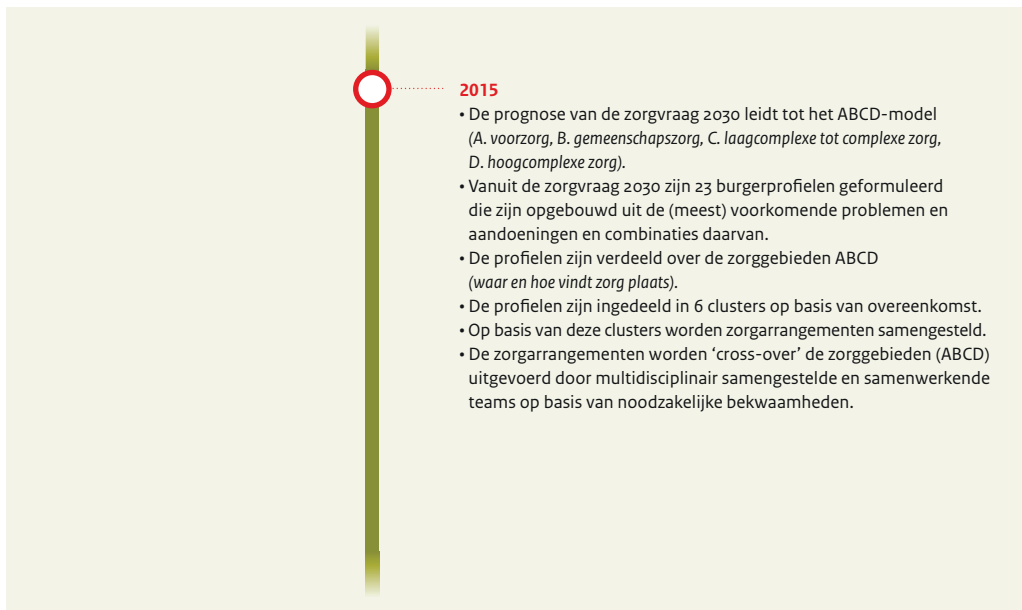 2015
• De prognose van de zorgvraag 2030 leidt tot het ABCD-model
(A. voorzorg, B. gemeenschapszorg, C. laagcomplexe tot complexe zorg,
D. hoogcomplexe zorg).
• Vanuit de zorgvraag 2030 zijn 23 burgerprofielen geformuleerd
die zijn opgebouwd uit de (meest) voorkomende problemen en
aandoeningen en combinaties daarvan.
• De profielen zijn verdeeld over de zorggebieden ABCD
(waar en hoe vindt zorg plaats).
• De profielen zijn ingedeeld in 6 clusters op basis van overeenkomst.
• Op basis van deze clusters worden zorgarrangementen samengesteld.
• De zorgarrangementen worden ‘cross-over’ de zorggebieden (ABCD)
uitgevoerd door multidisciplinair samengestelde en samenwerkende
teams op basis van noodzakelijke bekwaamheden.